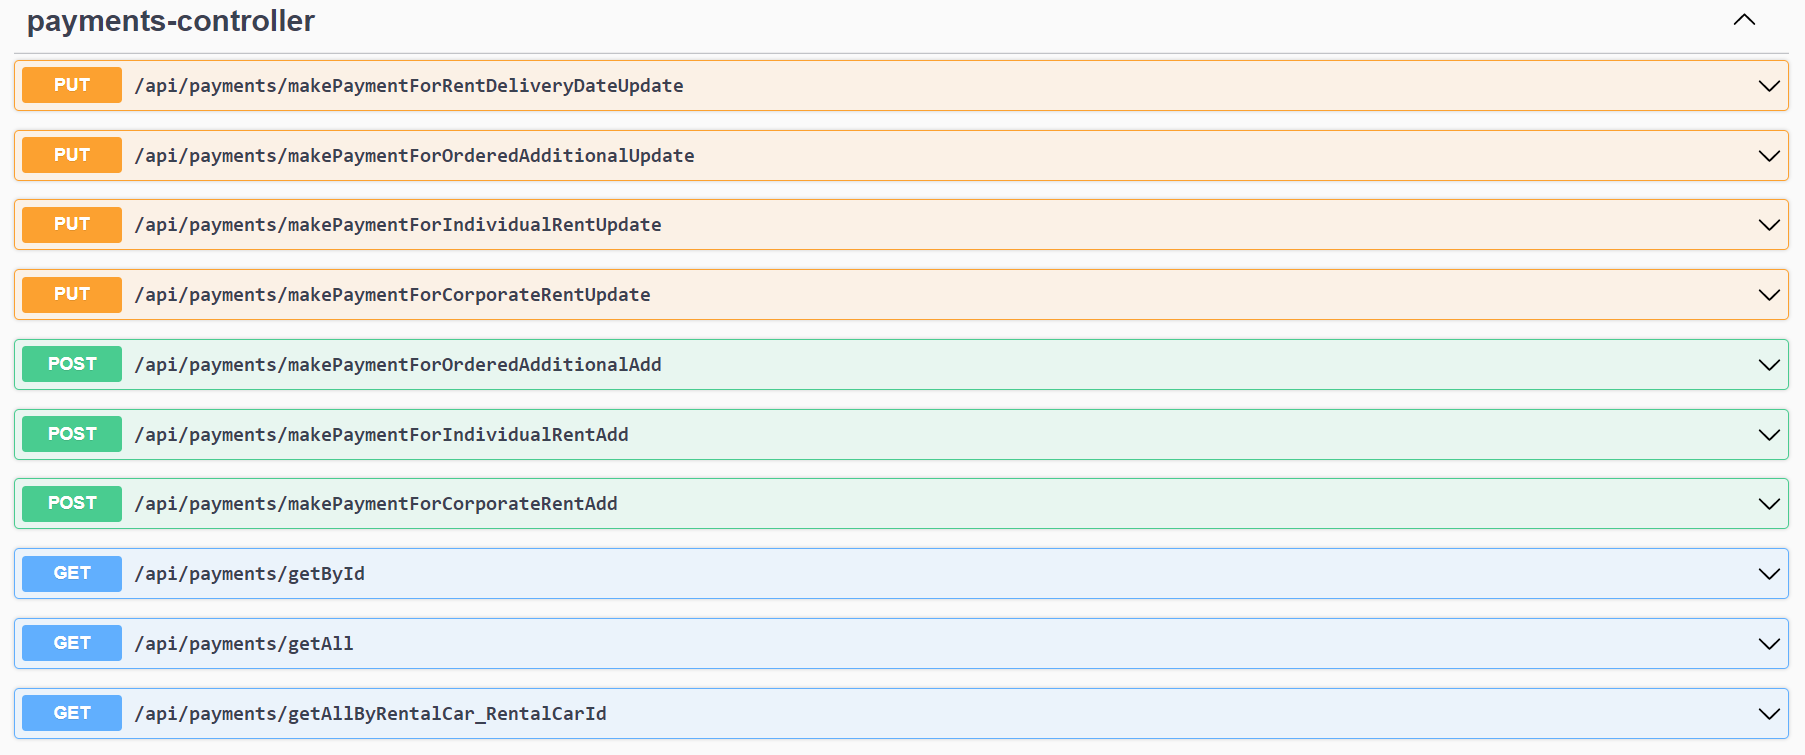 payments-controller
PUT /api/payments/makePaymentForRentDeliveryDateUpdate
PUT /api/payments/makePaymentForOrderedAdditionalUpdate
PUT /api/payments/makePaymentForIndividualRentUpdate
PUT /api/payments/makePaymentForCorporateRentUpdate
POST /api/payments/makePaymentForOrderedAdditionalAdd
POST /api/payments/makePaymentForIndividualRentAdd
POST /api/payments/makePaymentForCorporateRentAdd
GET /api/payments/getById
GET /api/payments/getAll
GET /api/payments/getAllByRentalCar_RentalCarId